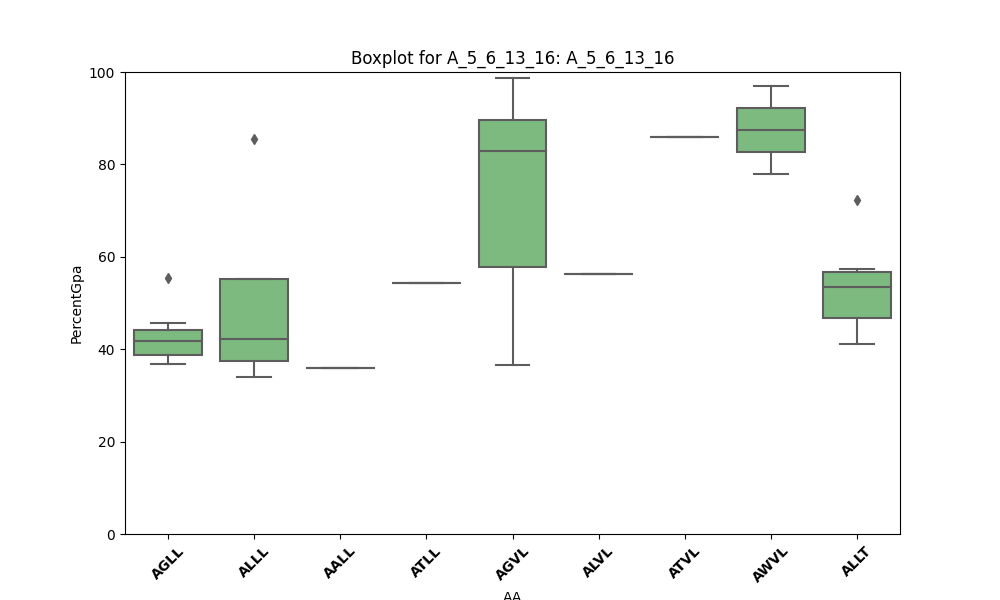 Boxplot for A_5_6_13_16: A_5_6_13_16
100
80
60
40
20
0
PercentGpa
AGLL
ALLL
AALL
ATLL
AGVL
ALVL
ATVL
AWVL
ALLT
AA